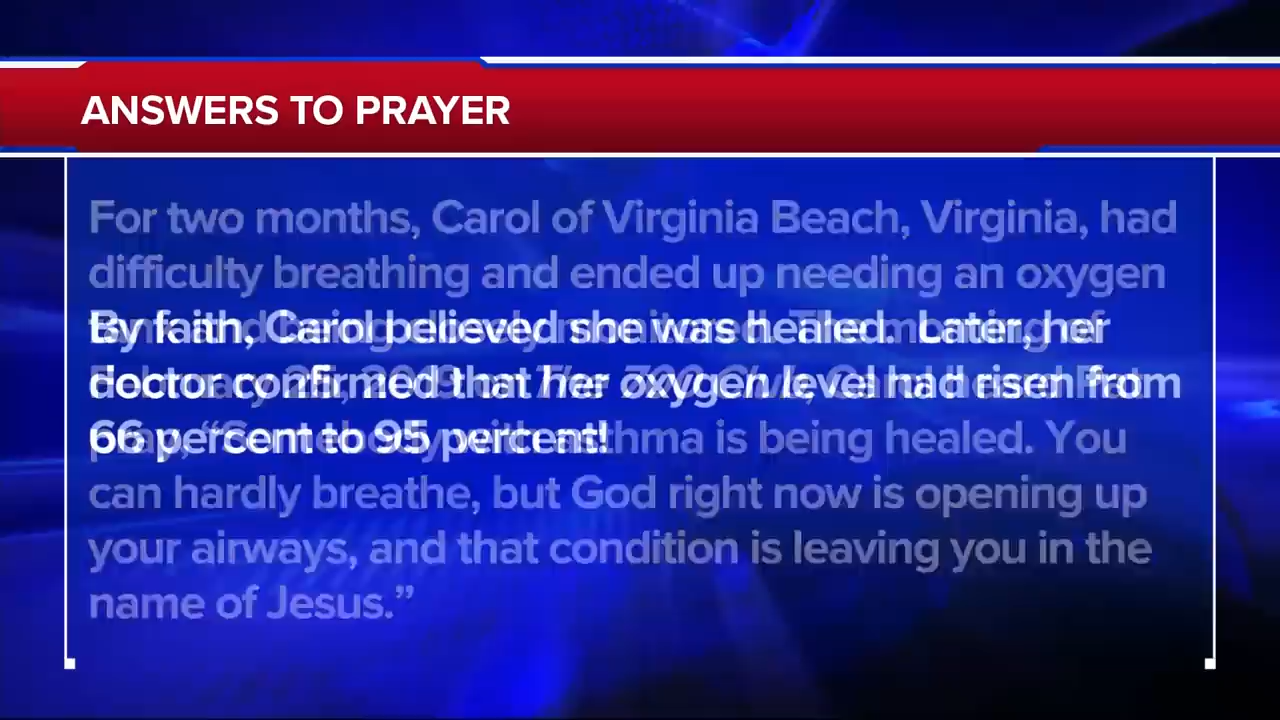 ANSWERS TO PRAYER
For two months, Carol of Virginia Beach, Virginia, had
difficulty breathing and ended up needing an oxygen
By faith, Carol believed she was healed. Later, her
doctor confirmed that her oxygen level had risen from
66 percent to 95 percent!
asthma is being healed. You
can hardly breathe, but God right now is opening up
your airways, and that condition is leaving you in the
name of Jesus.”